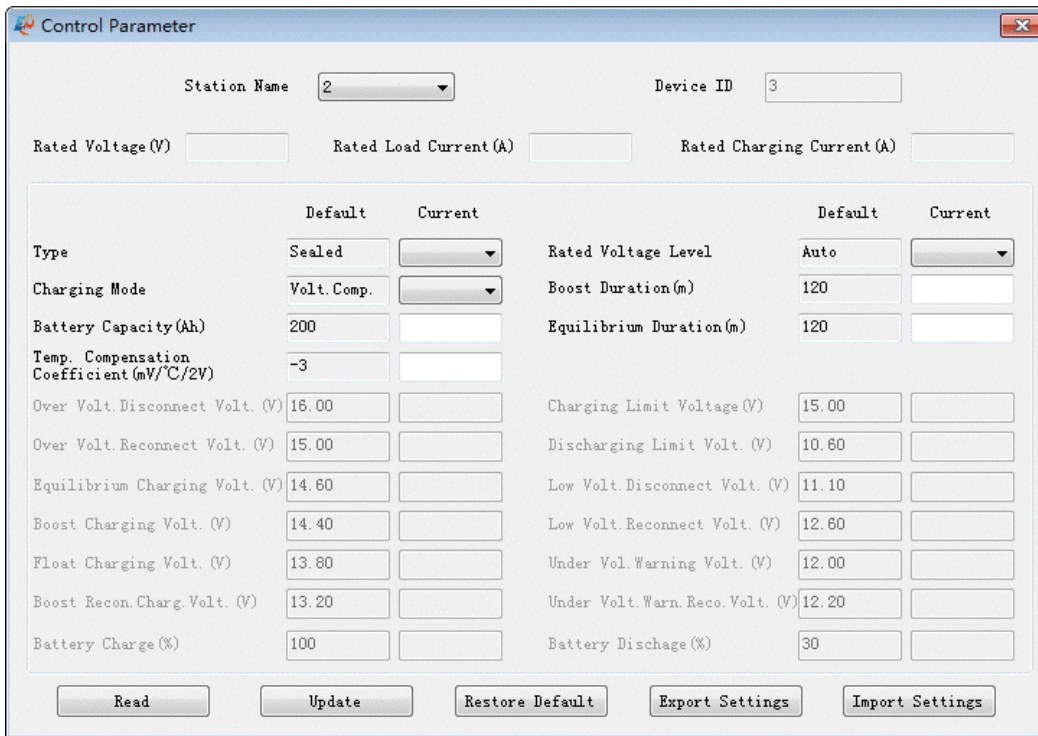 Control Parameter
Station Name 2 Device ID 3
Rated Voltage(V) Rated Load Current(A) Rated Charging Current(A)
Default Current Default Current
Type Sealed Rated Voltage Level Auto
Charging Mode Volt.Comp. Boost Duration(m) 120
Battery Capacity(Ah) 200 Equilibrium Duration(m) 120
Temp. Compensation
Coefficient(mV/℃/2V) -3
Over Volt.Disconnect Volt.(V) 16.00 Charging Limit Voltage(V) 15.00
Over Volt.Reconnect Volt.(V) 15.00 Discharging Limit Volt.(V) 10.60
Equilibrium Charging Volt.(V) 14.60 Low Volt.Disconnect Volt.(V) 11.10
Boost Charging Volt.(V) 14.40 Low Volt.Reconnect Volt.(V) 12.60
Float Charging Volt.(V) 13.80 Under Vol.Warning Volt.(V) 12.00
Boost Recon.Charg.Volt.(V) 13.20 Under Volt.Warn.Reco.Volt.(V) 12.20
Battery Charge(%) 100 Battery Dischage(%) 30
Read Update Restore Default Export Settings Import Settings